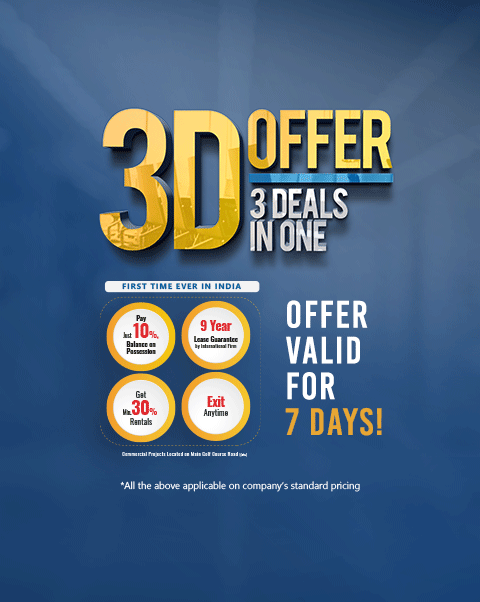 3D OFFER
3 DEALS
IN ONE
FIRST TIME EVER IN INDIA
Pay
Just 10%,
Balance on
Possession
9 Year
Lease Guarantee
by International Firm
Get
Min. 30%
Rentals
Exit
Anytime
Commercial Projects Located on Main Golf Course Road
OFFER
VALID
FOR
7 DAYS!
*All the above applicable on company's standard pricing